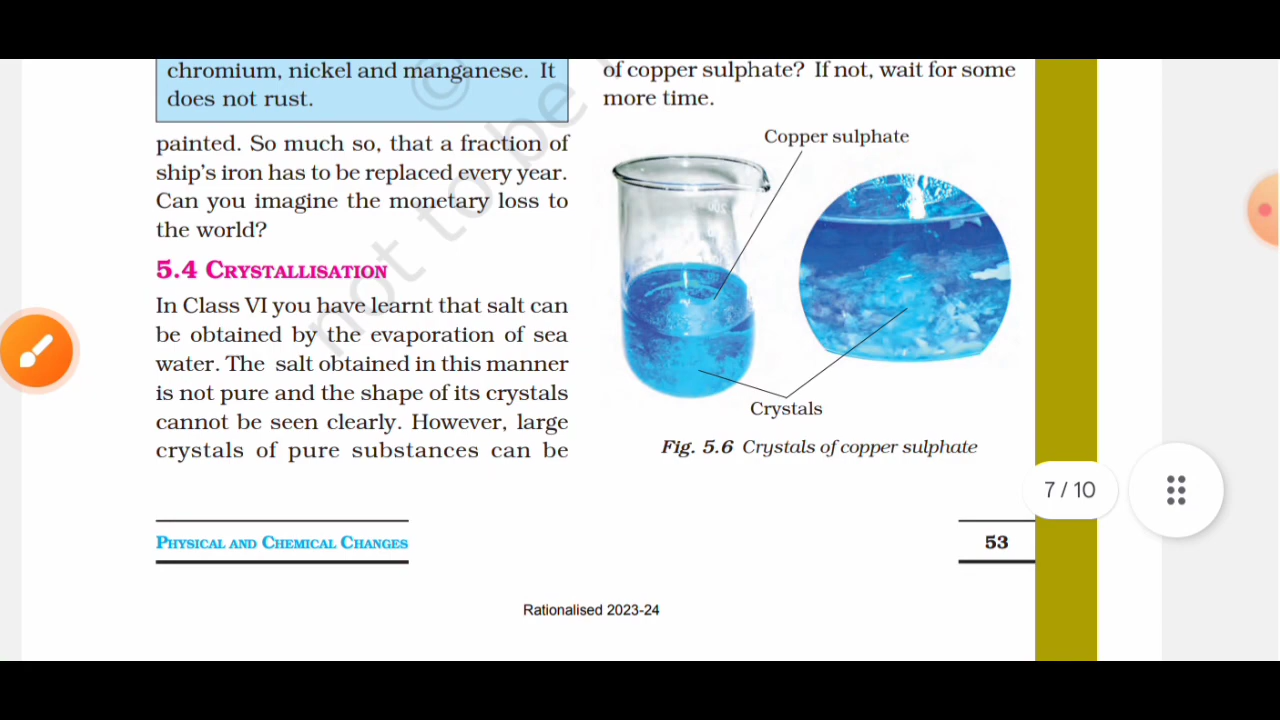 chromium, nickel and manganese. It
does not rust.
painted. So much so, that a fraction of
ship's iron has to be replaced every year.
Can you imagine the monetary loss to
the world?
5.4 CRYSTALLISATION
In Class VI you have learnt that salt can
be obtained by the evaporation of sea
water. The salt obtained in this manner
is not pure and the shape of its crystals
cannot be seen clearly. However, large
crystals of pure substances can be
of copper sulphate? If not, wait for some
more time.
Copper sulphate
Crystals
Fig. 5.6 Crystals of copper sulphate
7 / 10
PHYSICAL AND CHEMICAL CHANGES
53
Rationalised 2023-24
© not to be